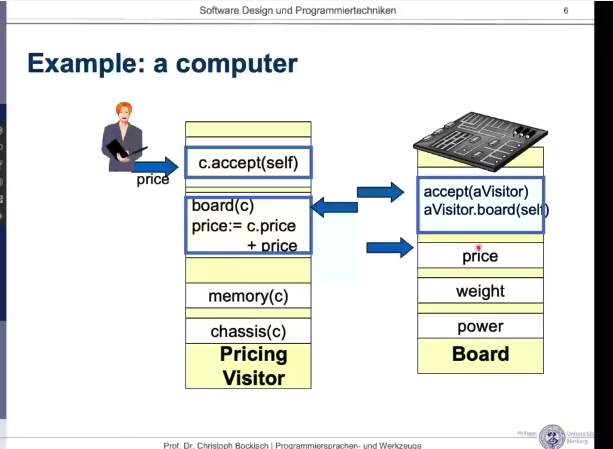 Software Design und Programmiertechniken
6
Example: a computer
price
c.accept(self)
board(c)
price:= c.price
+ price
memory(c)
chassis(c)
Pricing
Visitor
accept(aVisitor)
aVisitor.board(self)
price
weight
power
Board
Prof. Dr. Christoph Bockisch | Programmiersprachen- und Werkzeuge
Philipps
Universität
Marburg